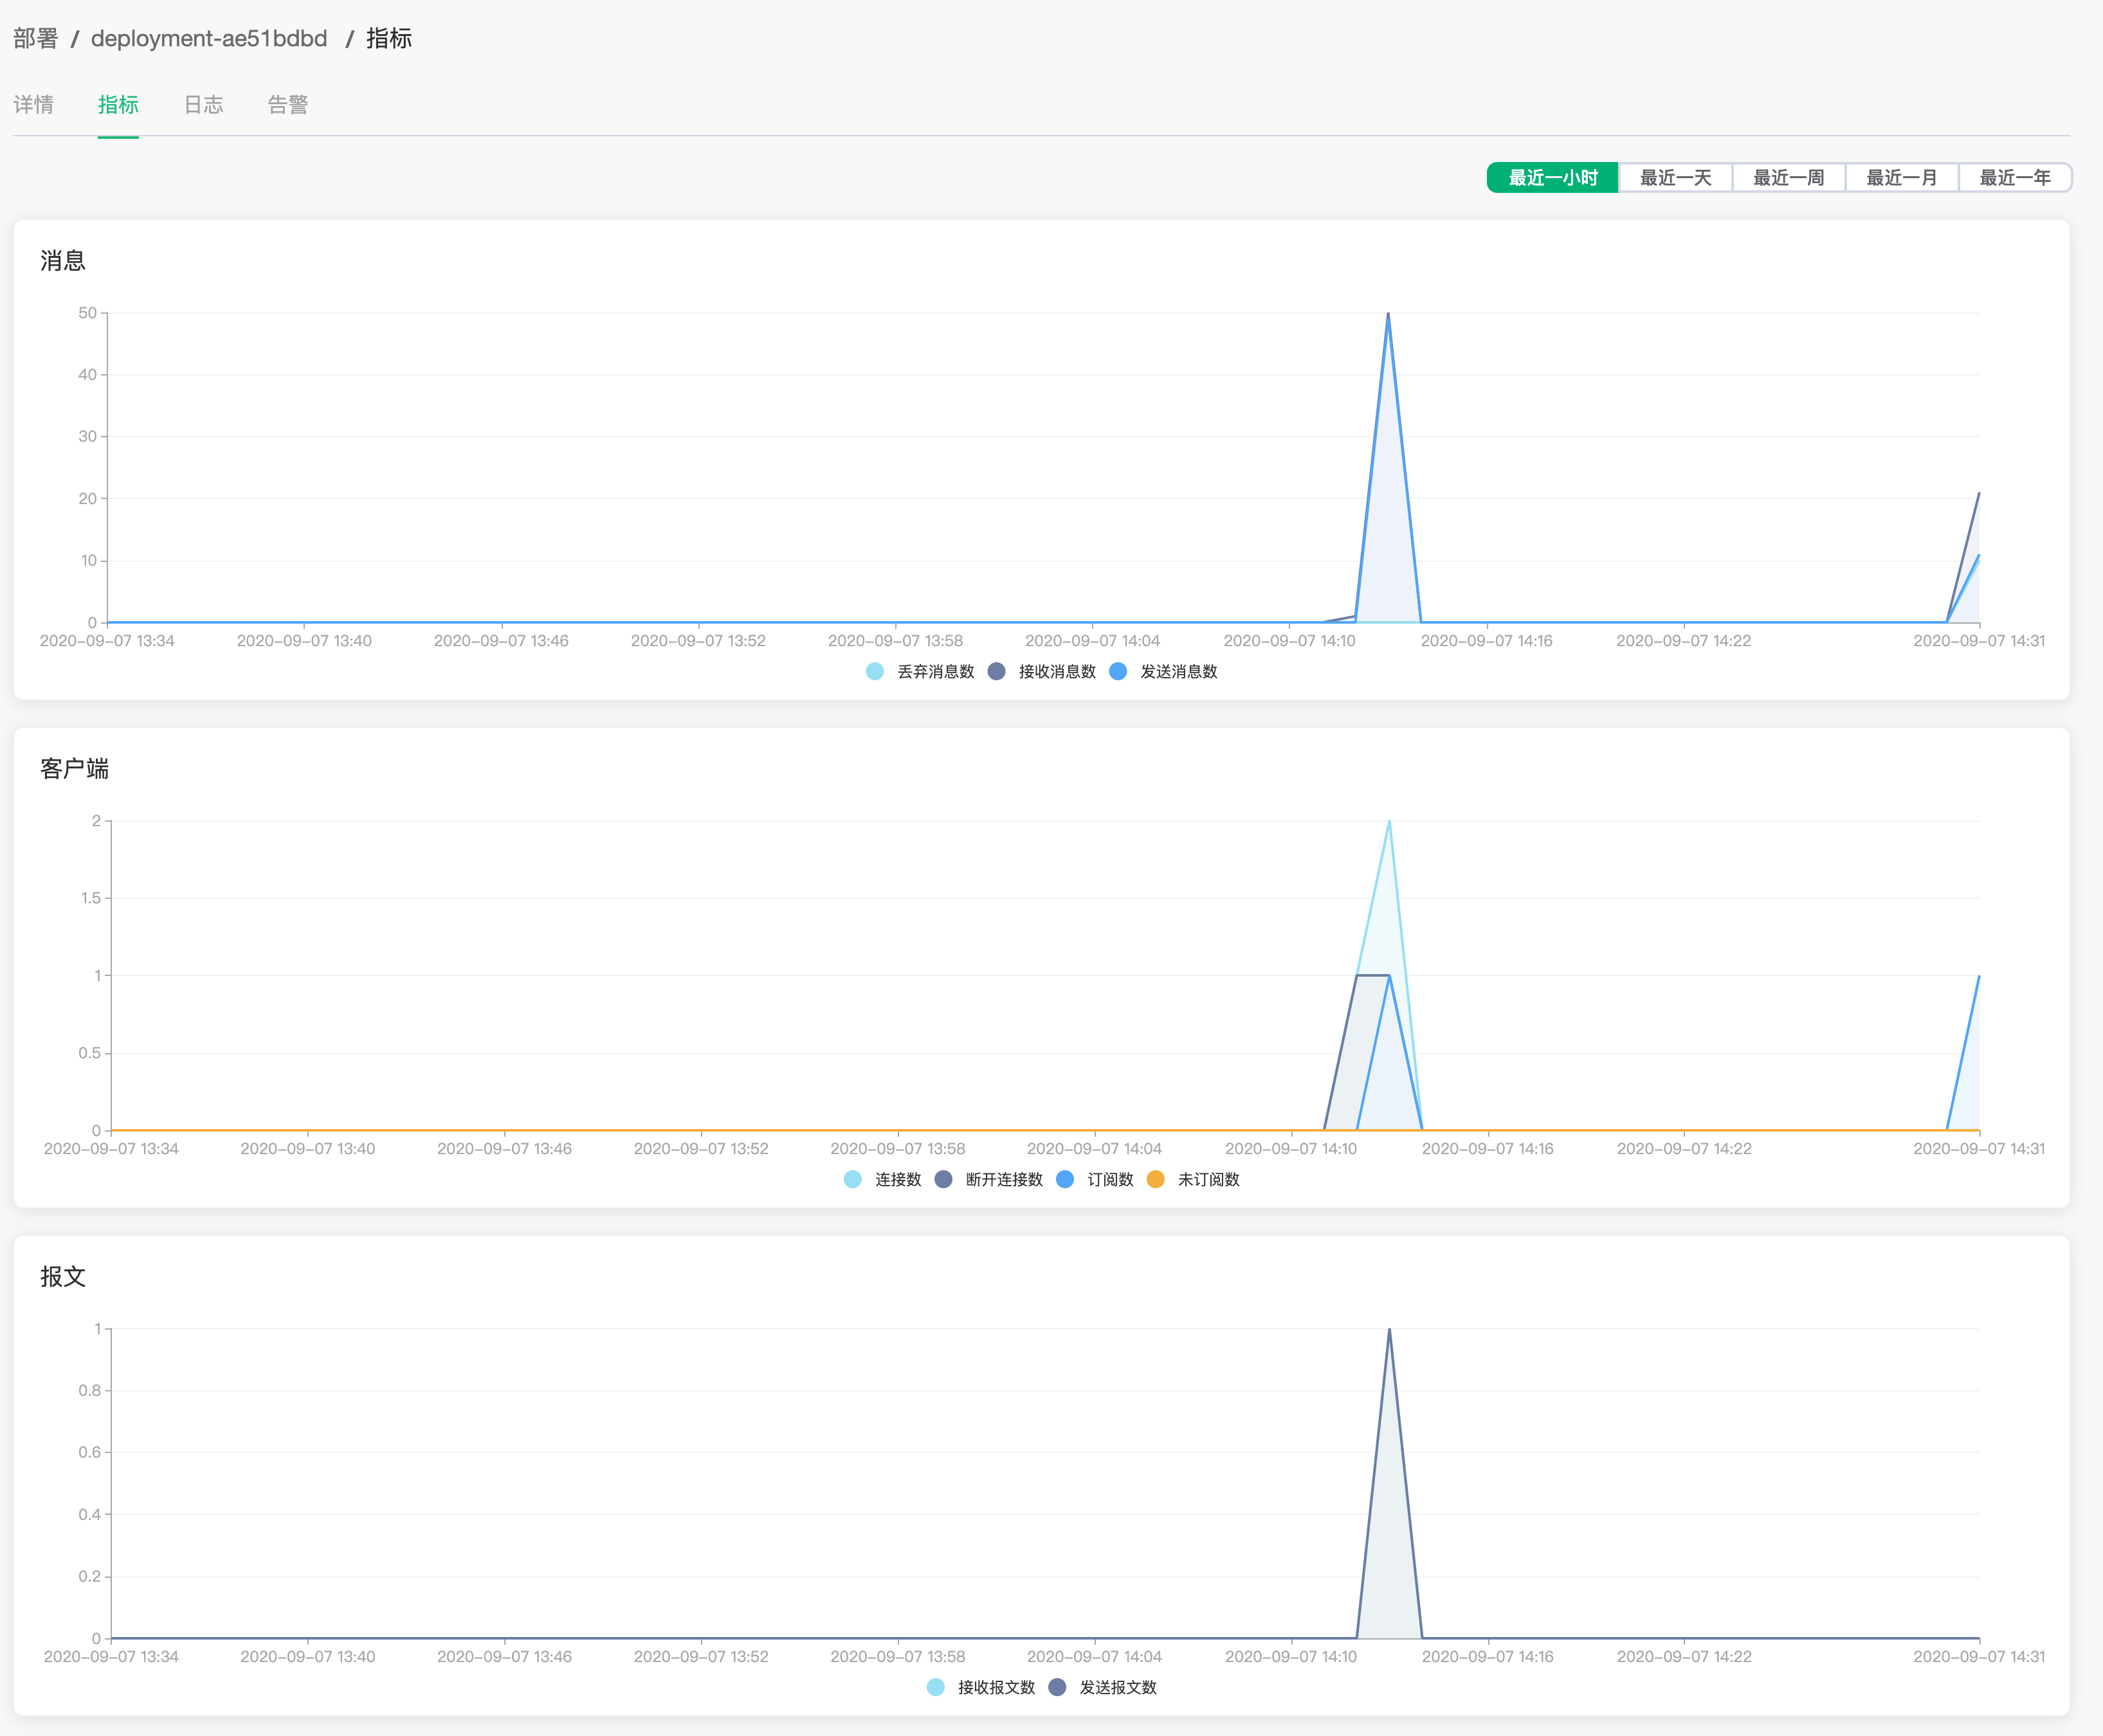 部署 / deployment-ae51bdbd / 指标
详情 指标 日志 告警
最近一小时 最近一天 最近一周 最近一月 最近一年
消息
50
40
30
20
10
0
2020-09-07 13:34 2020-09-07 13:40 2020-09-07 13:46 2020-09-07 13:52 2020-09-07 13:58 2020-09-07 14:04 2020-09-07 14:10 2020-09-07 14:16 2020-09-07 14:22 2020-09-07 14:31
丢弃消息数 接收消息数 发送消息数
客户端
2
1.5
1
0.5
0
2020-09-07 13:34 2020-09-07 13:40 2020-09-07 13:46 2020-09-07 13:52 2020-09-07 13:58 2020-09-07 14:04 2020-09-07 14:10 2020-09-07 14:16 2020-09-07 14:22 2020-09-07 14:31
连接数 断开连接数 订阅数 未订阅数
报文
1
0.8
0.6
0.4
0.2
0
2020-09-07 13:34 2020-09-07 13:40 2020-09-07 13:46 2020-09-07 13:52 2020-09-07 13:58 2020-09-07 14:04 2020-09-07 14:10 2020-09-07 14:16 2020-09-07 14:22 2020-09-07 14:31
接收报文数 发送报文数